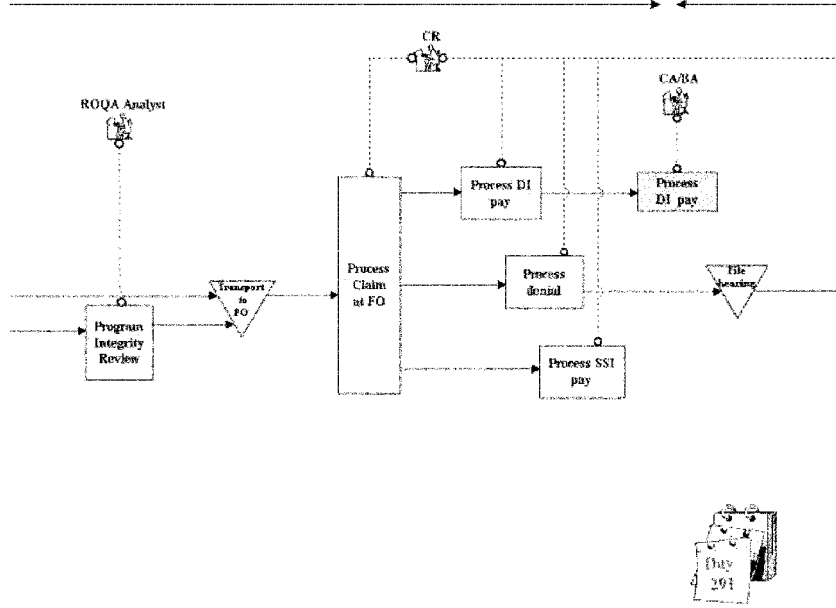 CR
CA/BA
ROQA Analyst
Process DI
pay
Process
DI pay
Process
Claim
at FO
Process
denial
File
hearing
Transport
to
FO
Program
Integrity
Review
Process SSI
pay
Day
291